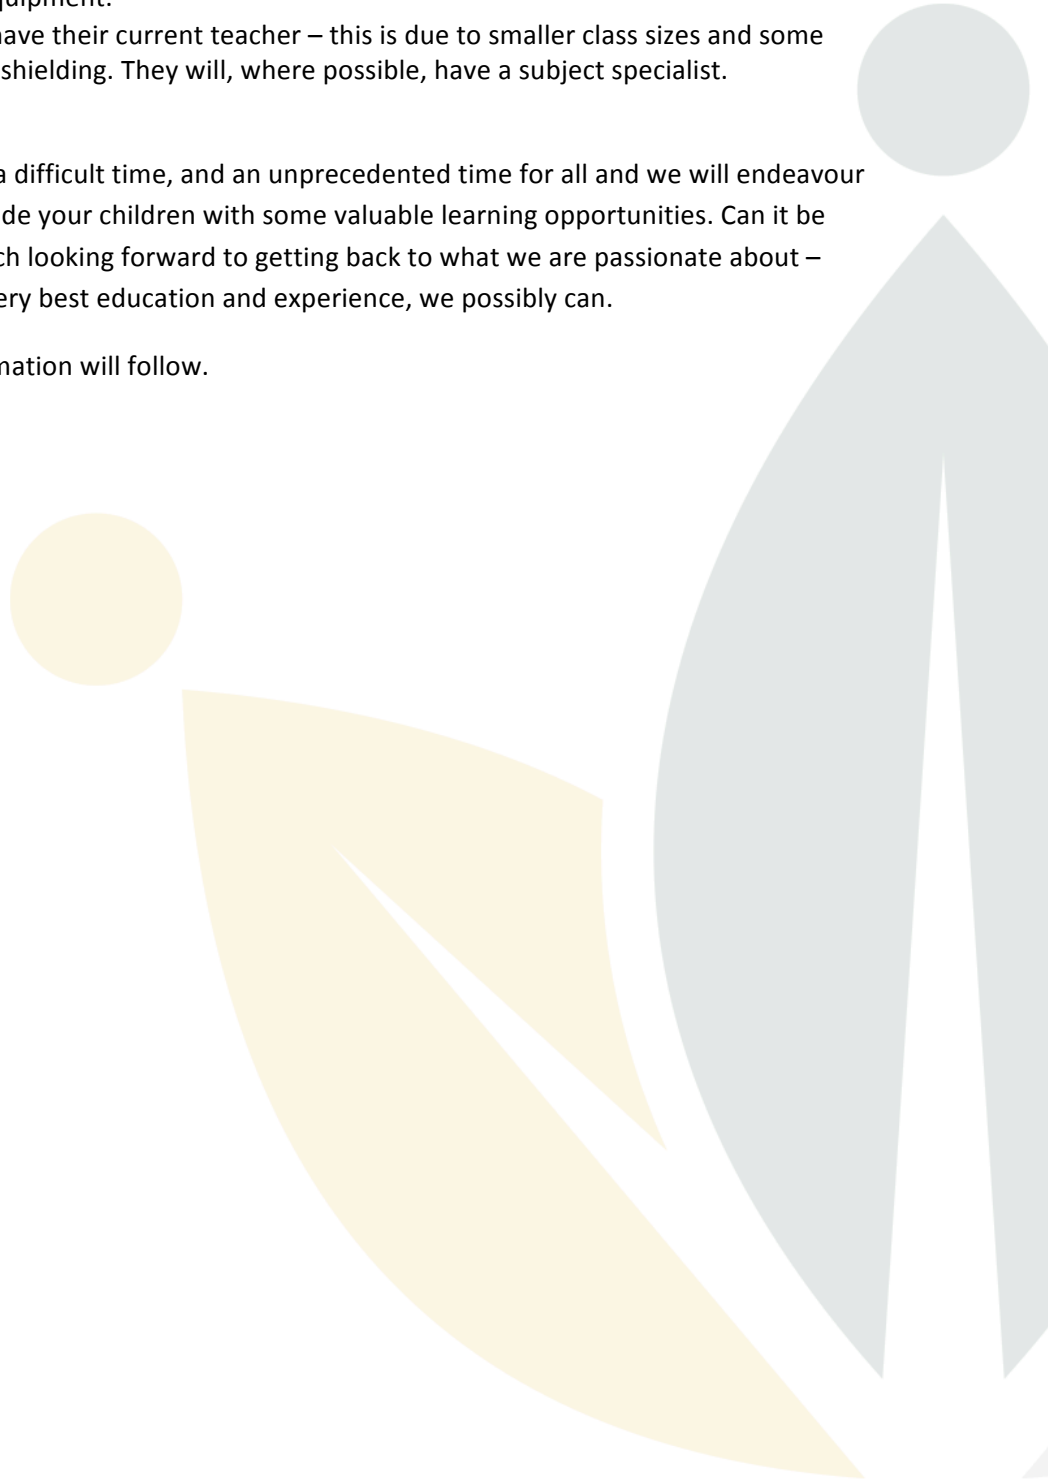 quipment.
have their current teacher – this is due to smaller class sizes and some
shielding. They will, where possible, have a subject specialist.
a difficult time, and an unprecedented time for all and we will endeavour
de your children with some valuable learning opportunities. Can it be
ch looking forward to getting back to what we are passionate about –
ery best education and experience, we possibly can.
mation will follow.